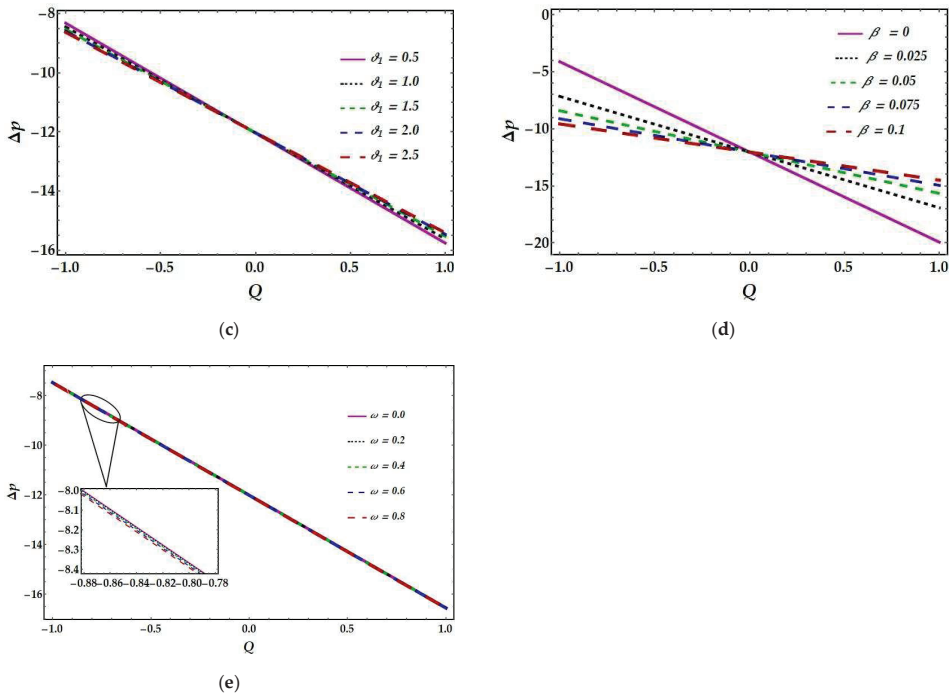 −8
−10
−12
−14
−16
Δp
ϑ1 = 0.5
ϑ1 = 1.0
ϑ1 = 1.5
ϑ1 = 2.0
ϑ1 = 2.5
−1.0 −0.5 0.0 0.5 1.0
Q
(c)
0
−5
−10
−15
−20
Δp
β = 0
β = 0.025
β = 0.05
β = 0.075
β = 0.1
−1.0 −0.5 0.0 0.5 1.0
Q
(d)
−8
−10
−12
−14
−16
Δp
ω = 0.0
ω = 0.2
ω = 0.4
ω = 0.6
ω = 0.8
−8.0
−8.1
−8.2
−8.3
−8.4
−0.88 −0.86 −0.84 −0.82 −0.80 −0.78
−1.0 −0.5 0.0 0.5 1.0
Q
(e)